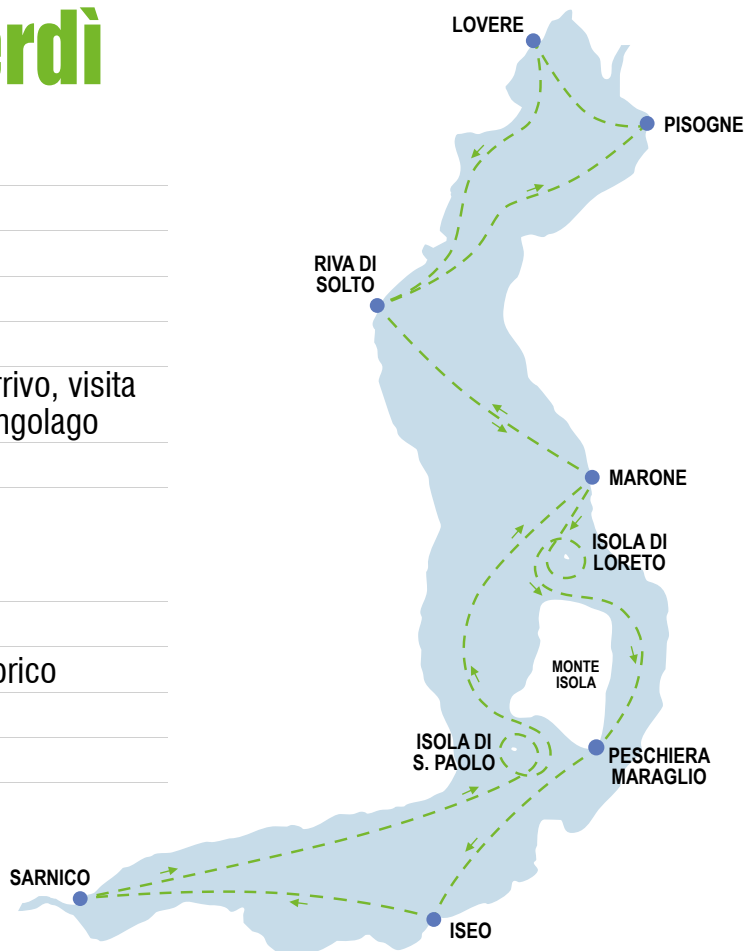 erdì
rrivo, visita
ngolago
orico
LOVERE
PISOGNE
RIVA DI
SOLTO
MARONE
ISOLA DI
LORETO
MONTE
ISOLA
ISOLA DI
S. PAOLO
PESCHIERA
MARAGLIO
SARNICO
ISEO